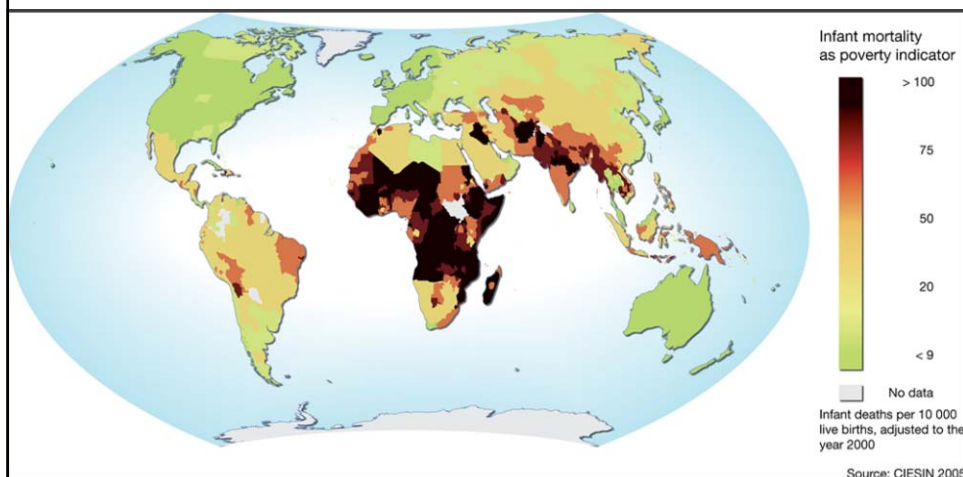 Infant mortality
as poverty indicator
> 100
75
50
20
< 9
No data
Infant deaths per 10 000
live births, adjusted to the
year 2000
Source: CIESIN 2005